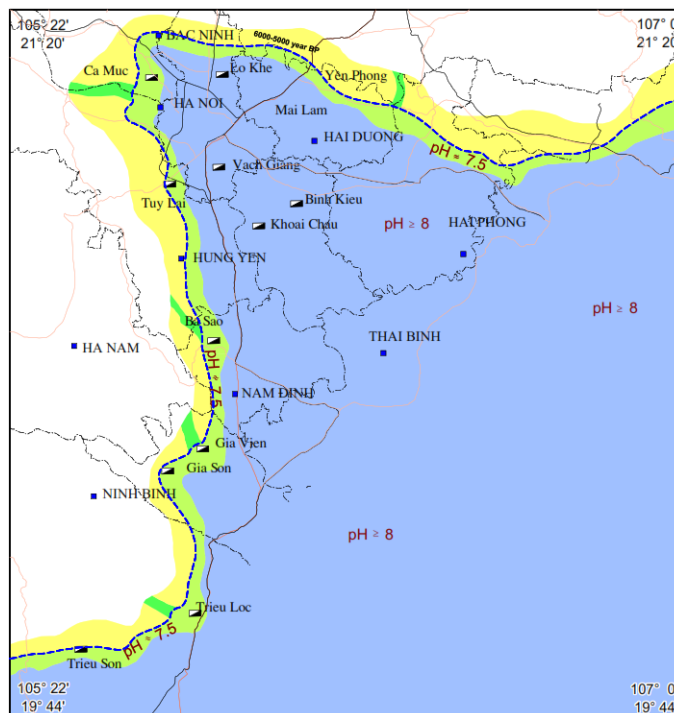 105 22'
21 20'
107 0
21 20'
BAC NINH
6000-5000 year BP
Ca Muc
Lo Khe
Yen Phong
HA NOI
Mai Lam
HAI DUONG
pH = 7.5
Vach Giang
Tuy Lai
Binh Kieu
Khoai Chau
pH ≥ 8
HAI PHONG
HUNG YEN
pH ≥ 8
Ba Sao
HA NAM
THAI BINH
pH = 7.5
NAM DINH
Gia Vien
Gia Son
NINH BINH
pH ≥ 8
Trieu Loc
pH = 7.5
Trieu Son
105 22'
19 44'
107 0
19 44'